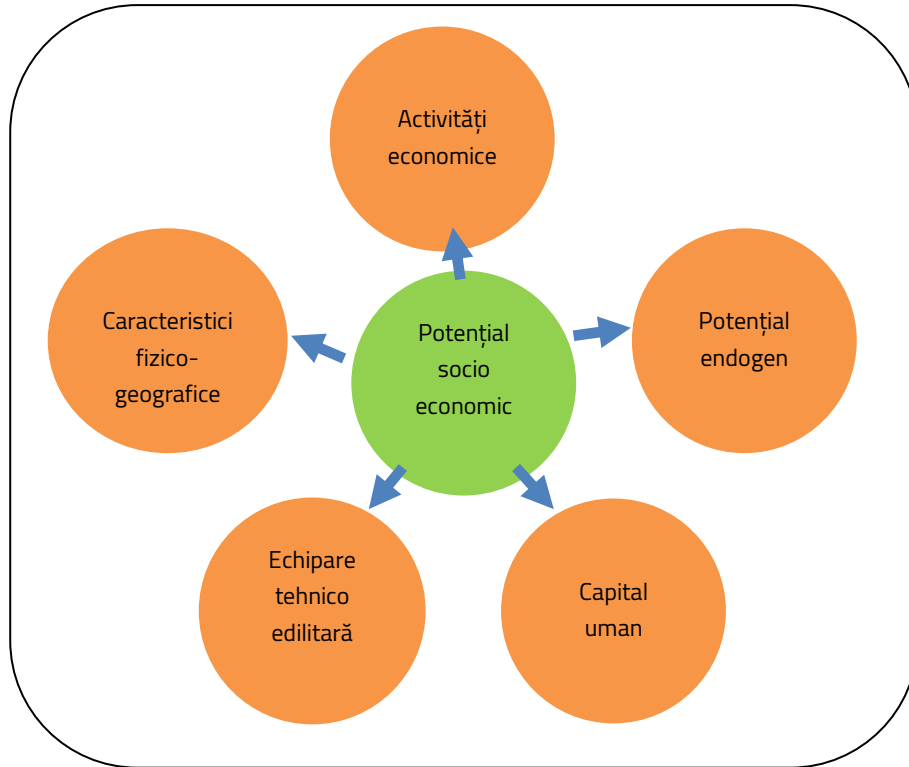 Activități
economice
Caracteristici
fizico-
geografice
Potențial
socio
economic
Potențial
endogen
Echipare
tehnico
edilitară
Capital
uman